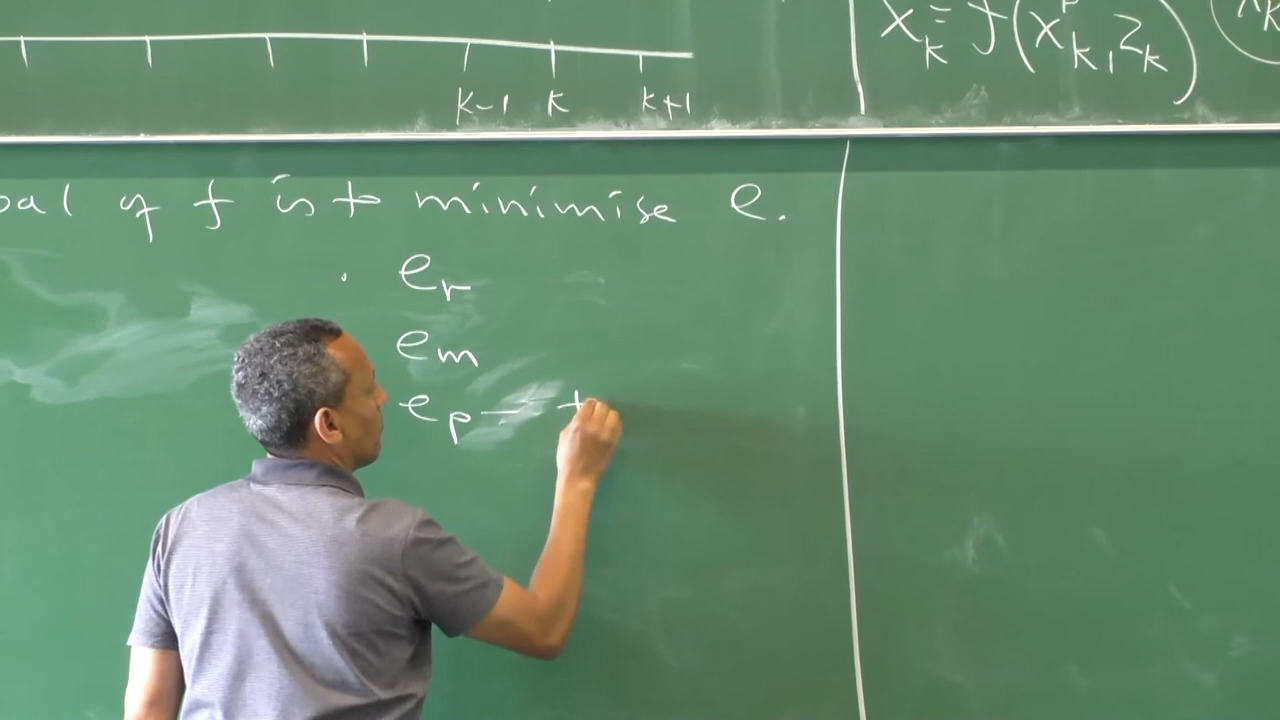 k-1 k k+1
x_k = f(x^p_k, z_k)
oal of f is to minimise e.
e_r
e_m
e_p = t